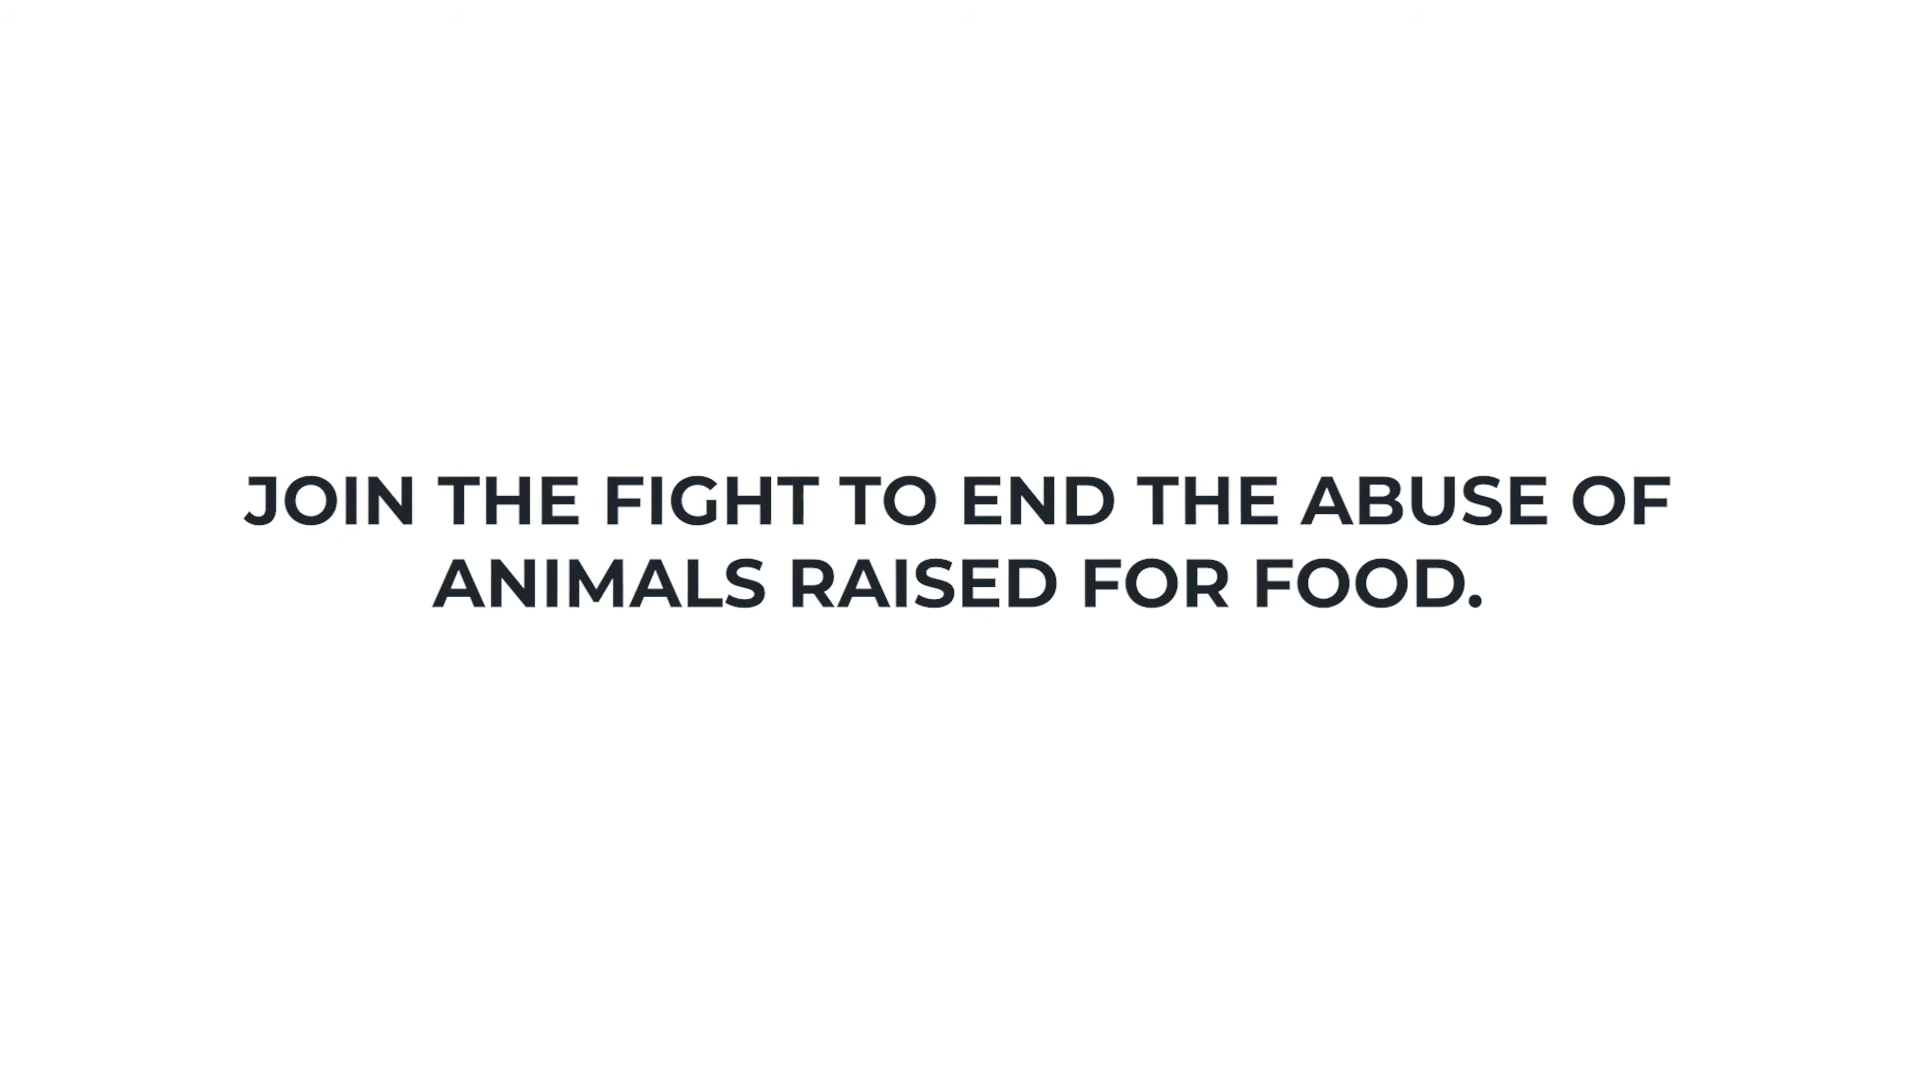 JOIN THE FIGHT TO END THE ABUSE OF
ANIMALS RAISED FOR FOOD.